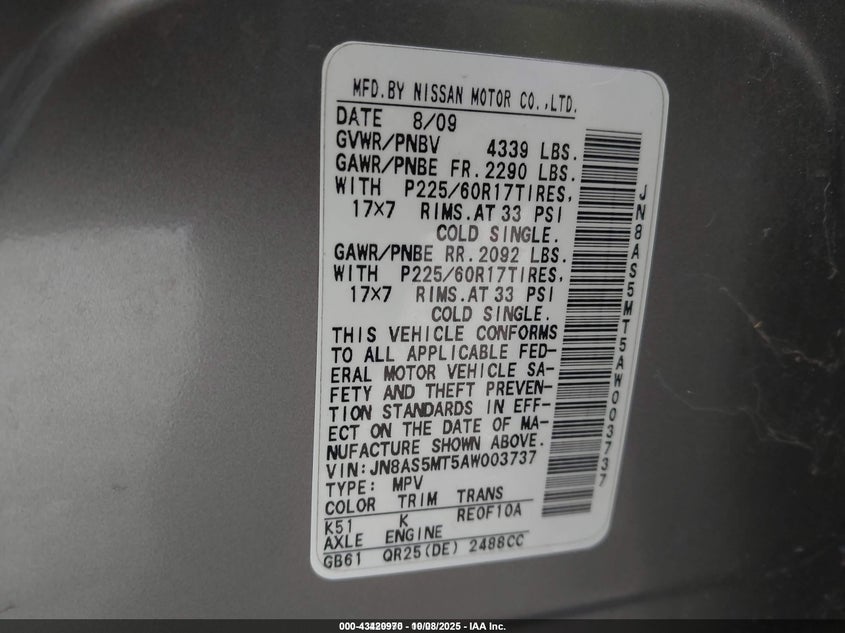 MFD.BY NISSAN MOTOR CO.,LTD.
DATE 8/09
GVWR/PNBV 4339 LBS.
GAWR/PNBE FR.2290 LBS.
WITH P225/60R17TIRES,
17×7 RIMS.AT 33 PSI
COLD SINGLE.
GAWR/PNBE RR.2092 LBS.
WITH P225/60R17TIRES,
17×7 RIMS.AT 33 PSI
COLD SINGLE.
THIS VEHICLE CONFORMS
TO ALL APPLICABLE FED-
ERAL MOTOR VEHICLE SA-
FETY AND THEFT PREVEN-
TION STANDARDS IN EFF-
ECT ON THE DATE OF MA-
NUFACTURE SHOWN ABOVE.
VIN:JN8AS5MT5AW003737
TYPE: MPV
COLOR TRIM TRANS
K51 K RE0F10A
AXLE ENGINE
GB61 QR25(DE) 2488CC
JN8AS5MT5AW003737
- IAA Inc.